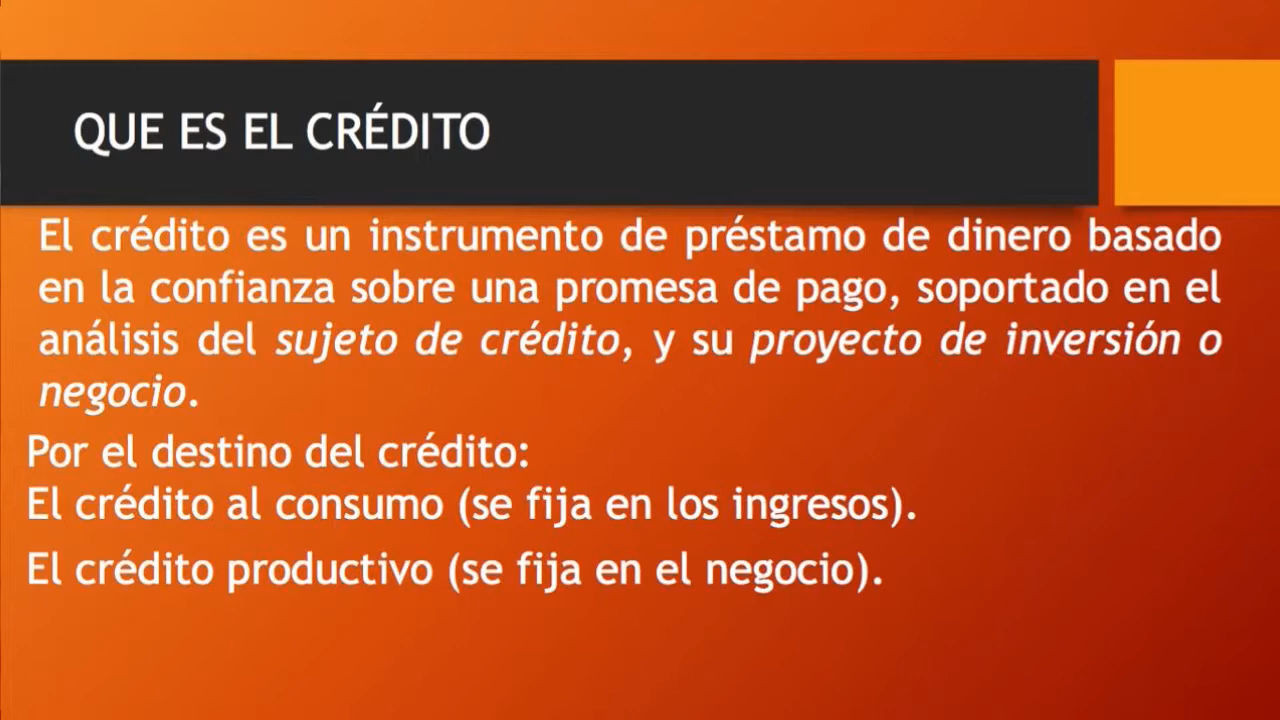 QUE ES EL CRÉDITO
El crédito es un instrumento de préstamo de dinero basado
en la confianza sobre una promesa de pago, soportado en el
análisis del sujeto de crédito, y su proyecto de inversión o
negocio.
Por el destino del crédito:
El crédito al consumo (se fija en los ingresos).
El crédito productivo (se fija en el negocio).